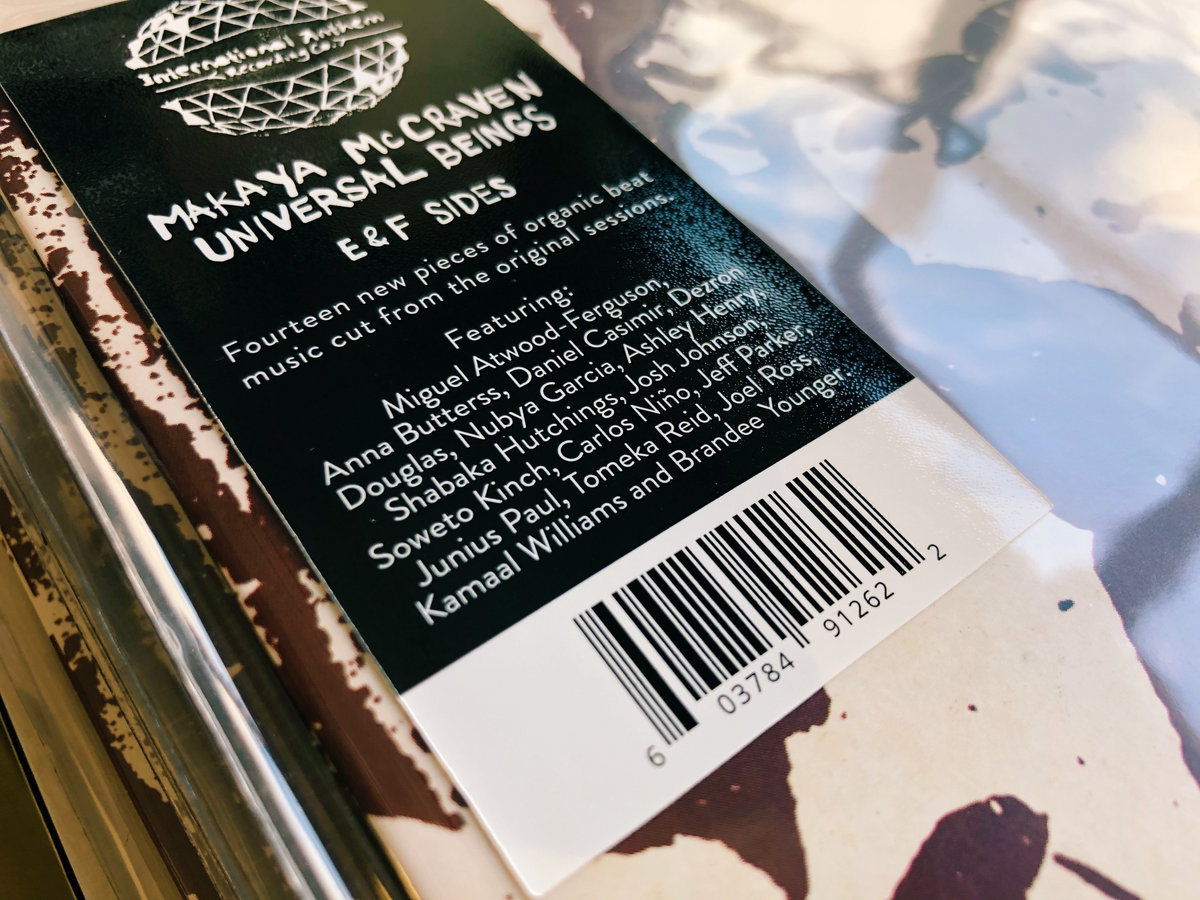 International Anthem
Recording Co.
MAKAYA McCRAVEN
UNIVERSAL BEINGS
E&F SIDES
Fourteen new pieces of organic beat
music cut from the original sessions.
Featuring:
Miguel Atwood-Ferguson,
Anna Butterss, Daniel Casimir, Dezron
Douglas, Nubya Garcia, Ashley Henry,
Shabaka Hutchings, Josh Johnson,
Soweto Kinch, Carlos Niño, Jeff Parker,
Junius Paul, Tomeka Reid, Joel Ross,
Kamaal Williams and Brandee Younger.
6 03784 91262 2